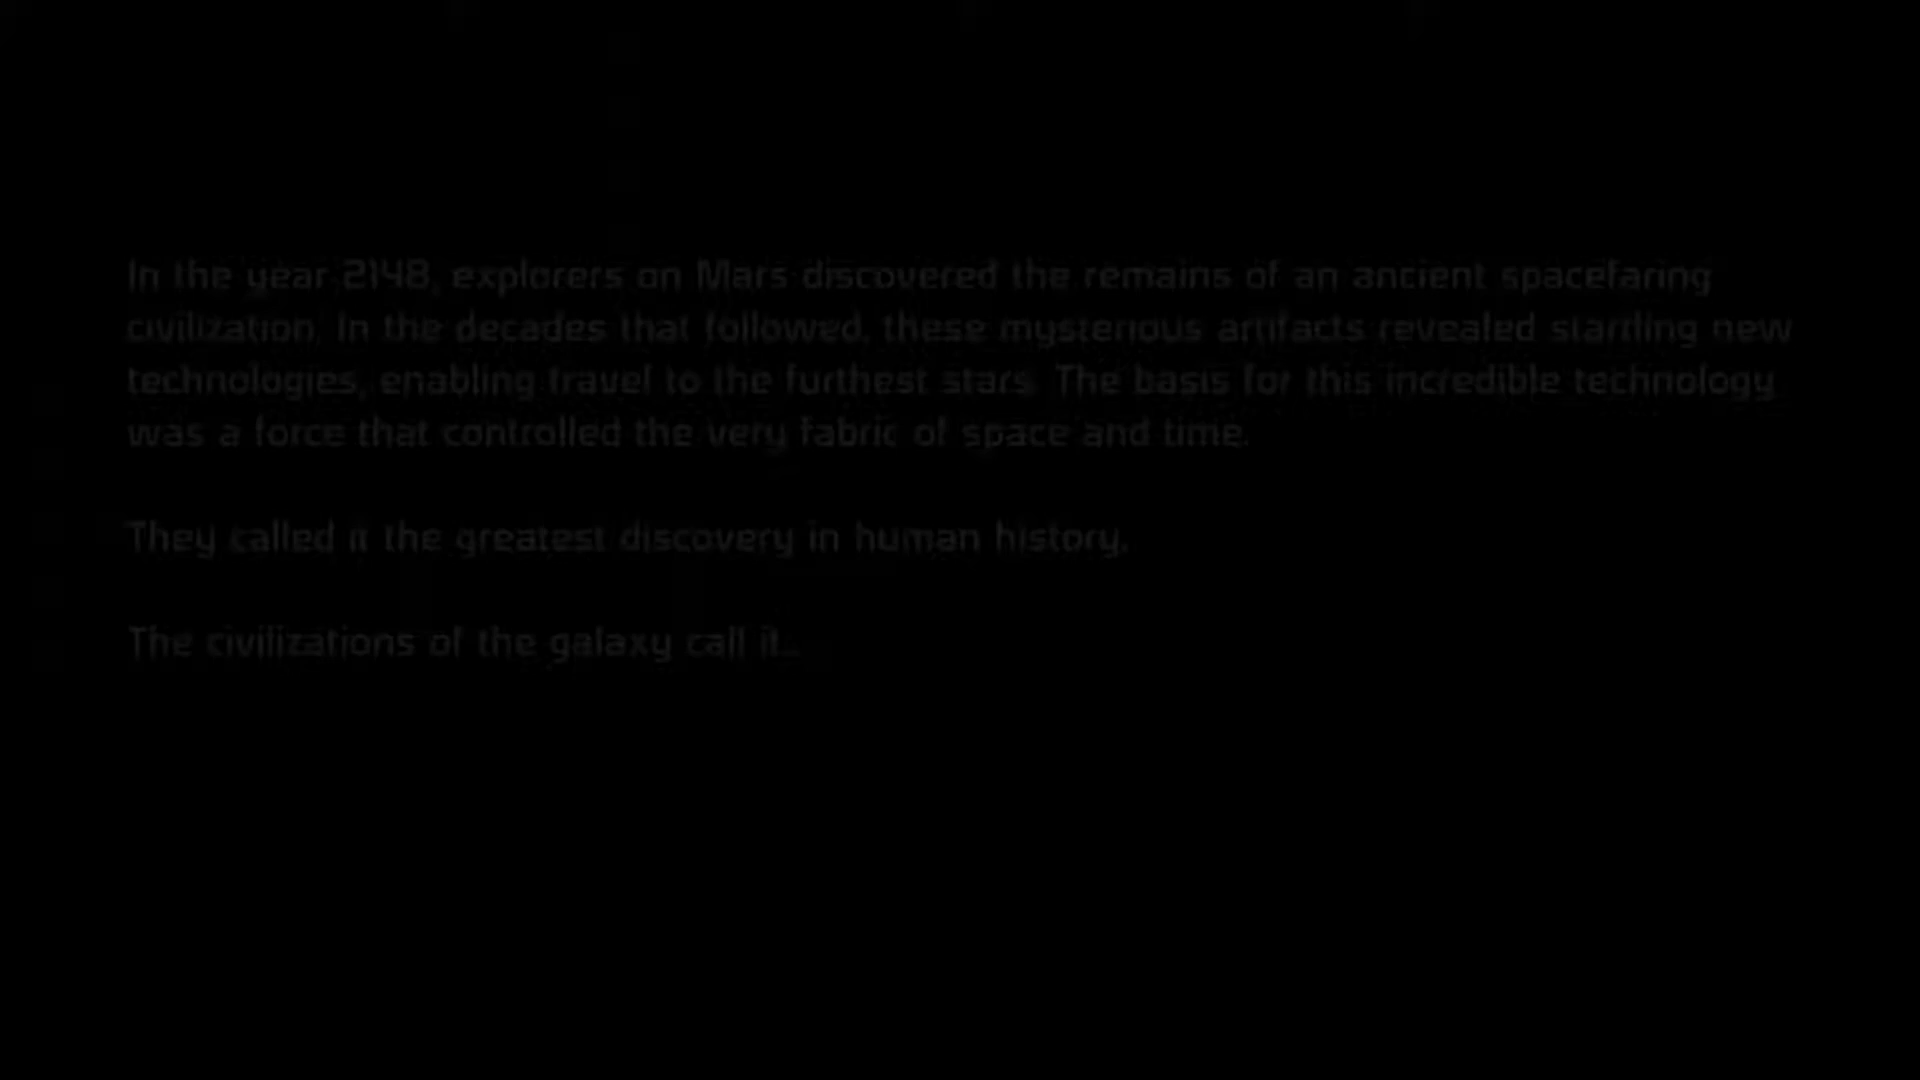 In the year 2148, explorers on Mars discovered the remains of an ancient spacefaring
civilization. In the decades that followed, these mysterious artifacts revealed startling new
technologies, enabling travel to the furthest stars. The basis for this incredible technology
was a force that controlled the very fabric of space and time.
They called it the greatest discovery in human history.
The civilizations of the galaxy call it...